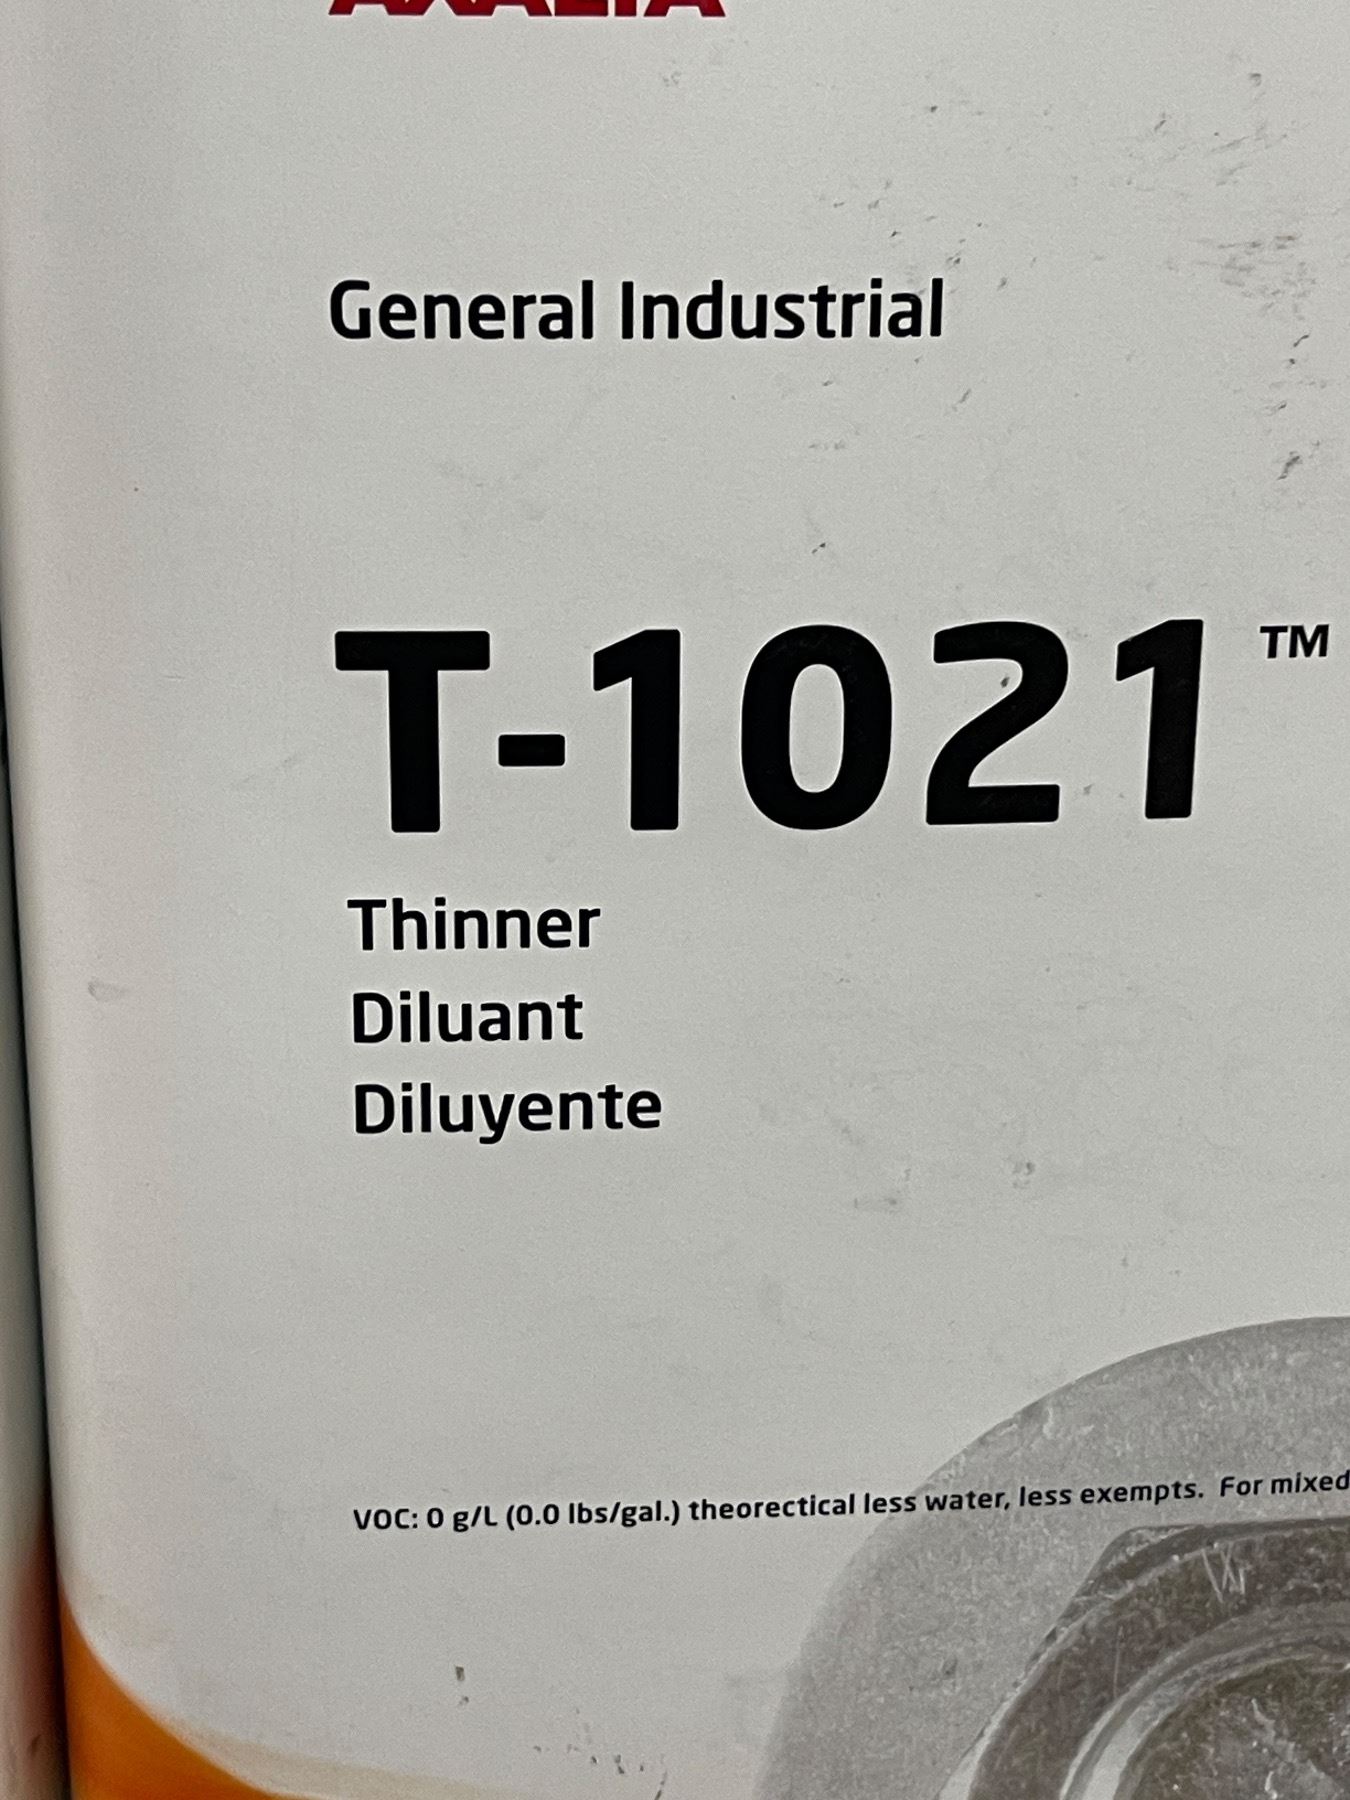 AXALTA
General Industrial
T-1021™
Thinner
Diluant
Diluyente
VOC: 0 g/L (0.0 lbs/gal.) theorectical less water, less exempts. For mixed